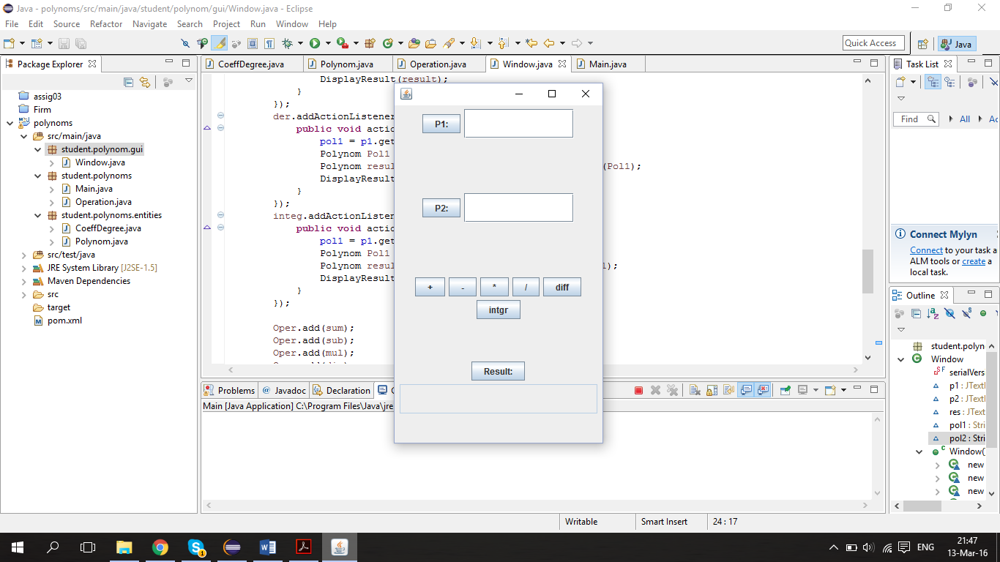 Java - polynoms/src/main/java/student/polynom/gui/Window.java - Eclipse
File Edit Source Refactor Navigate Search Project Run Window Help
Quick Access
Java
Package Explorer
assig03
Firm
polynoms
src/main/java
student.polynom.gui
Window.java
student.polynoms
Main.java
Operation.java
student.polynoms.entities
CoeffDegree.java
Polynom.java
src/test/java
JRE System Library [J2SE-1.5]
Maven Dependencies
src
target
pom.xml
CoeffDegree.java Polynom.java Operation.java Window.java Main.java
DisplayResult(result);
}
});
der.addActionListener
public void actio
pol1 = p1.get
Polynom Pol1
Polynom resul (Pol1);
DisplayResult
}
});
integ.addActionListen
public void actio
pol1 = p1.get
Polynom Pol1
Polynom resul l);
DisplayResult
}
});
Oper.add(sum);
Oper.add(sub);
Oper.add(mul);
P1:
P2:
+ - * / diff
intgr
Result:
Problems @ Javadoc Declaration
Main [Java Application] C:\Program Files\Java\jre
Task List
Find All Ac
Connect Mylyn
Connect to your task a
ALM tools or create a
local task.
Outline
student.polyn
Window
serialVers
p1 : JTextl
p2 : JTextl
res : JText
pol1 : Stri
pol2 : Stri
Window(
new
new
new
Writable Smart Insert 24 : 17
1
ENG
21:47
13-Mar-16